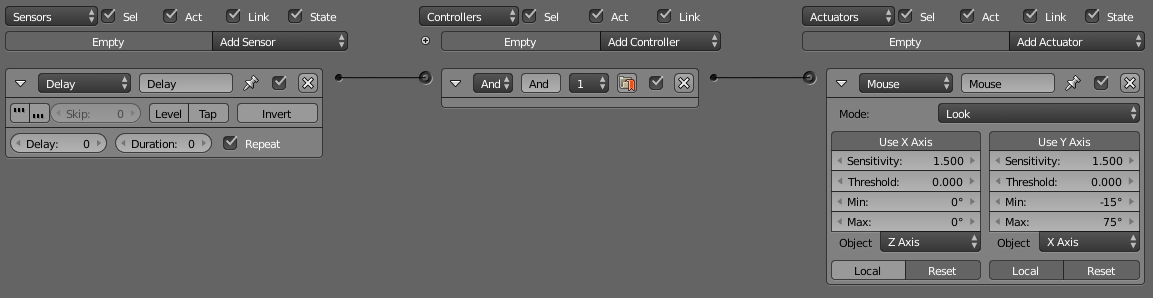 Sensors Sel Act Link State Controllers Sel Act Link Actuators Sel Act Link State
Empty Add Sensor Empty Add Controller Empty Add Actuator
Delay Delay And And 1 Mouse Mouse
Skip: 0 Level Tap Invert Mode: Look
Delay: 0 Duration: 0 Repeat Use X Axis Use Y Axis
Sensitivity: 1.500 Sensitivity: 1.500
Threshold: 0.000 Threshold: 0.000
Min: 0° Min: -15°
Max: 0° Max: 75°
Object Z Axis Object X Axis
Local Reset Local Reset